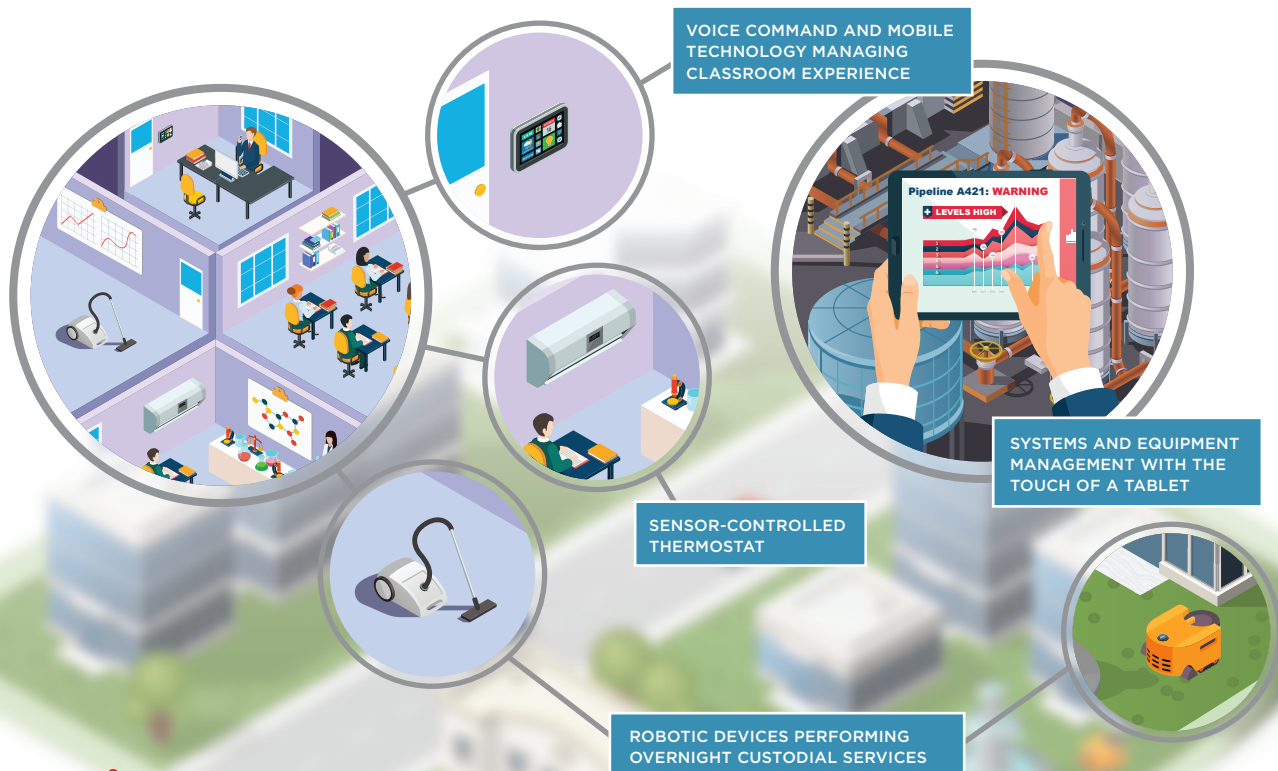 VOICE COMMAND AND MOBILE
TECHNOLOGY MANAGING
CLASSROOM EXPERIENCE
Pipeline A421: WARNING
+ LEVELS HIGH
SYSTEMS AND EQUIPMENT
MANAGEMENT WITH THE
TOUCH OF A TABLET
SENSOR-CONTROLLED
THERMOSTAT
ROBOTIC DEVICES PERFORMING
OVERNIGHT CUSTODIAL SERVICES